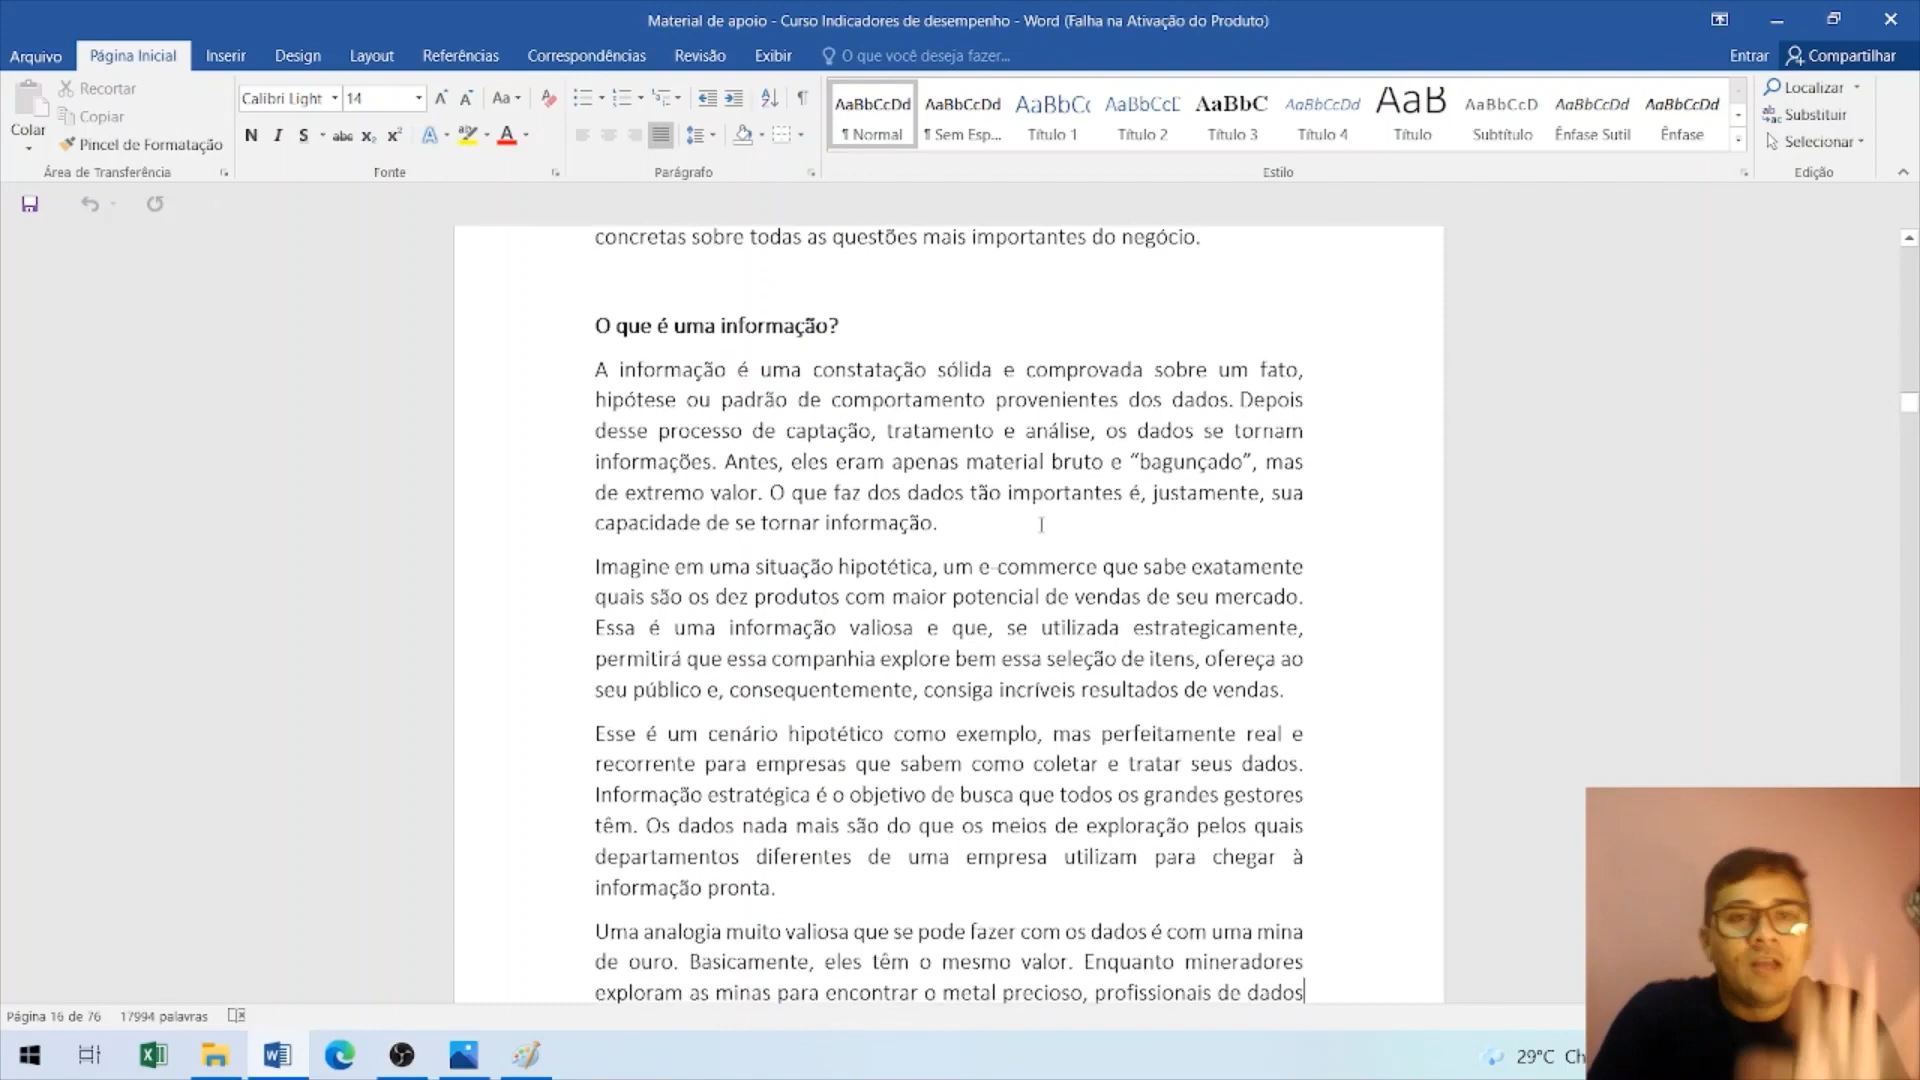 Material de apoio - Curso Indicadores de desempenho - Word (Falha na Ativação do Produto)
Arquivo Página Inicial Inserir Design Layout Referências Correspondências Revisão Exibir O que você deseja fazer... Entrar Compartilhar
Colar
Recortar
Copiar
Pincel de Formatação
Área de Transferência
Calibri Light 14 Aa
N I S abc x₂ x² A A
Fonte
Parágrafo
AaBbCcDd AaBbCcDd AaBbCc AaBbCcE AaBbC AaBbCcDd AaB AaBbCcD AaBbCcDd AaBbCcDd
¶ Normal ¶ Sem Esp... Título 1 Título 2 Título 3 Título 4 Título Subtítulo Ênfase Sutil Ênfase
Estilo
Localizar
Substituir
Selecionar
Edição
concretas sobre todas as questões mais importantes do negócio.
O que é uma informação?
A informação é uma constatação sólida e comprovada sobre um fato,
hipótese ou padrão de comportamento provenientes dos dados. Depois
desse processo de captação, tratamento e análise, os dados se tornam
informações. Antes, eles eram apenas material bruto e “bagunçado”, mas
de extremo valor. O que faz dos dados tão importantes é, justamente, sua
capacidade de se tornar informação.
Imagine em uma situação hipotética, um e-commerce que sabe exatamente
quais são os dez produtos com maior potencial de vendas de seu mercado.
Essa é uma informação valiosa e que, se utilizada estrategicamente,
permitirá que essa companhia explore bem essa seleção de itens, ofereça ao
seu público e, consequentemente, consiga incríveis resultados de vendas.
Esse é um cenário hipotético como exemplo, mas perfeitamente real e
recorrente para empresas que sabem como coletar e tratar seus dados.
Informação estratégica é o objetivo de busca que todos os grandes gestores
têm. Os dados nada mais são do que os meios de exploração pelos quais
departamentos diferentes de uma empresa utilizam para chegar à
informação pronta.
Uma analogia muito valiosa que se pode fazer com os dados é com uma mina
de ouro. Basicamente, eles têm o mesmo valor. Enquanto mineradores
exploram as minas para encontrar o metal precioso, profissionais de dados
Página 16 de 76 17994 palavras
29°C Ch